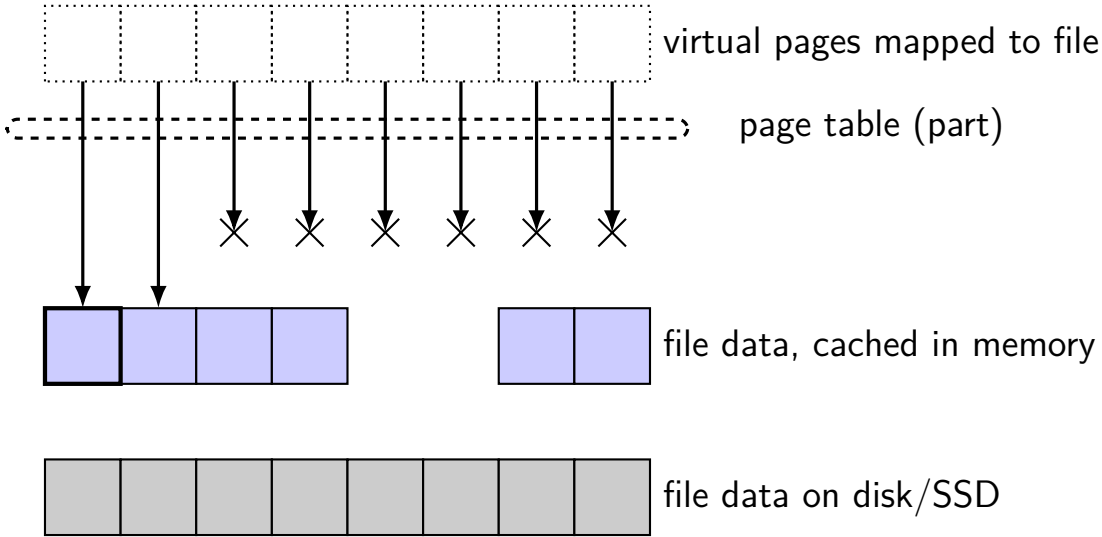 virtual pages mapped to file
page table (part)
file data, cached in memory
file data on disk/SSD